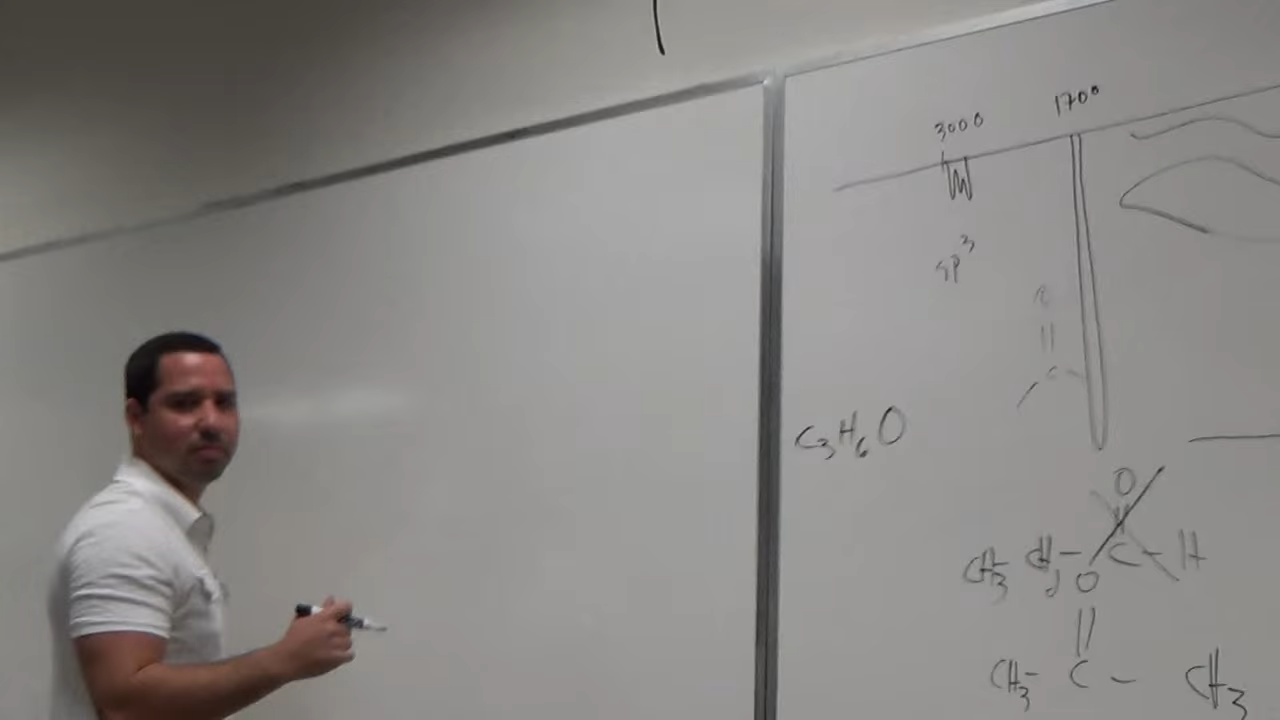 3000 1700
sp³
C
C₃H₆O
O
CH₃ CH₂ - C - H
O
CH₃ - C - CH₃